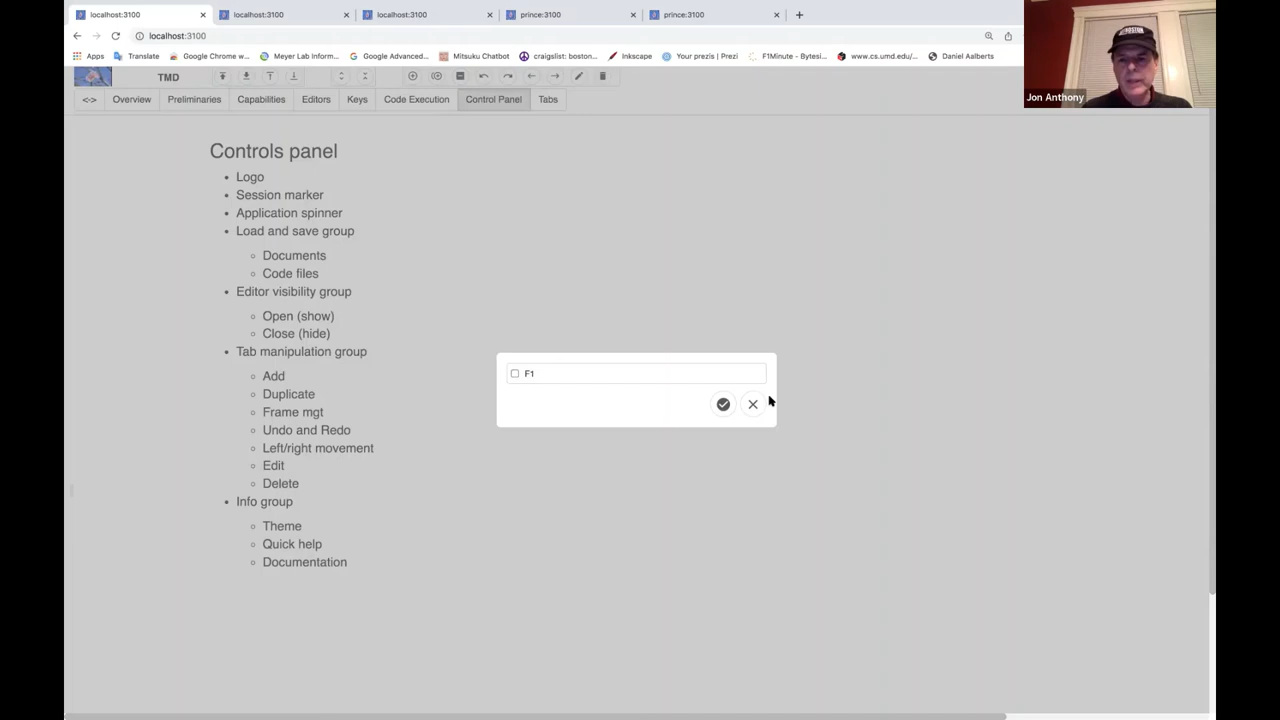 localhost:3100
localhost:3100
localhost:3100
prince:3100
prince:3100
localhost:3100
Apps
Translate
Google Chrome w...
Meyer Lab Inform...
Google Advanced...
Mitsuku Chatbot
craigslist: boston...
Inkscape
Your prezis | Prezi
F1Minute - Bytesi...
www.cs.umd.edu/...
Daniel Aalberts
TMD
<->
Overview
Preliminaries
Capabilities
Editors
Keys
Code Execution
Control Panel
Tabs
BOSTON
Jon Anthony
Controls panel
• Logo
• Session marker
• Application spinner
• Load and save group
◦ Documents
◦ Code files
• Editor visibility group
◦ Open (show)
◦ Close (hide)
• Tab manipulation group
◦ Add
◦ Duplicate
◦ Frame mgt
◦ Undo and Redo
◦ Left/right movement
◦ Edit
◦ Delete
• Info group
◦ Theme
◦ Quick help
◦ Documentation
F1